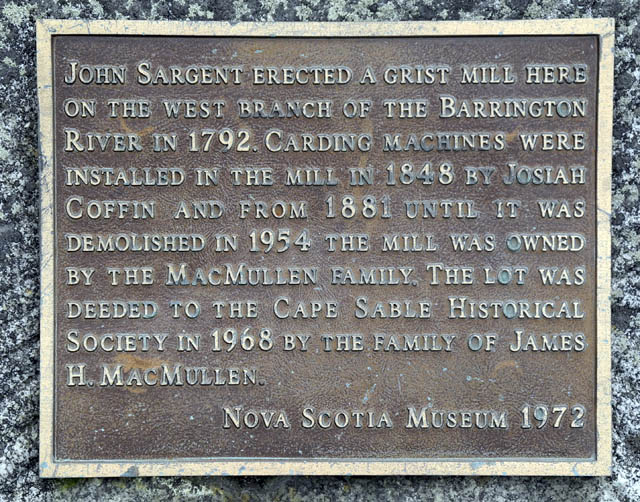 John Sargent erected a grist mill here
on the west branch of the Barrington
River in 1792. Carding machines were
installed in the mill in 1848 by Josiah
Coffin and from 1881 until it was
demolished in 1954 the mill was owned
by the MacMullen family. The lot was
deeded to the Cape Sable Historical
Society in 1968 by the family of James
H. MacMullen.
Nova Scotia Museum 1972